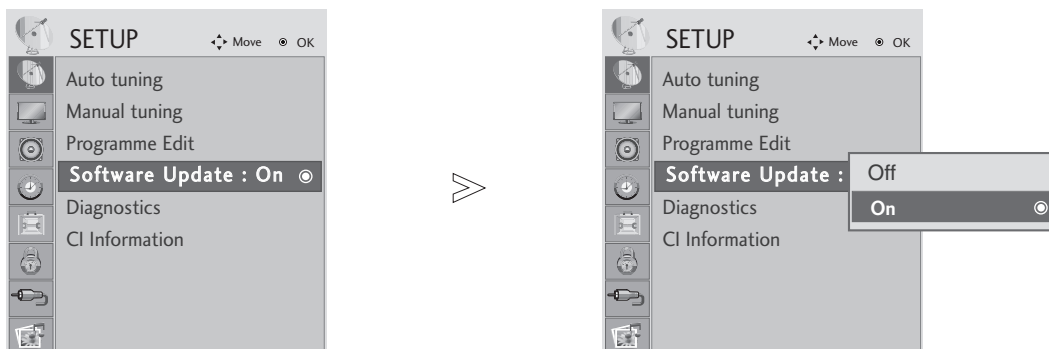 SETUP
Move OK
Auto tuning
Manual tuning
Programme Edit
Software Update : On
Diagnostics
CI Information
SETUP
Move OK
Auto tuning
Manual tuning
Programme Edit
Software Update :
Diagnostics
CI Information
Off
On